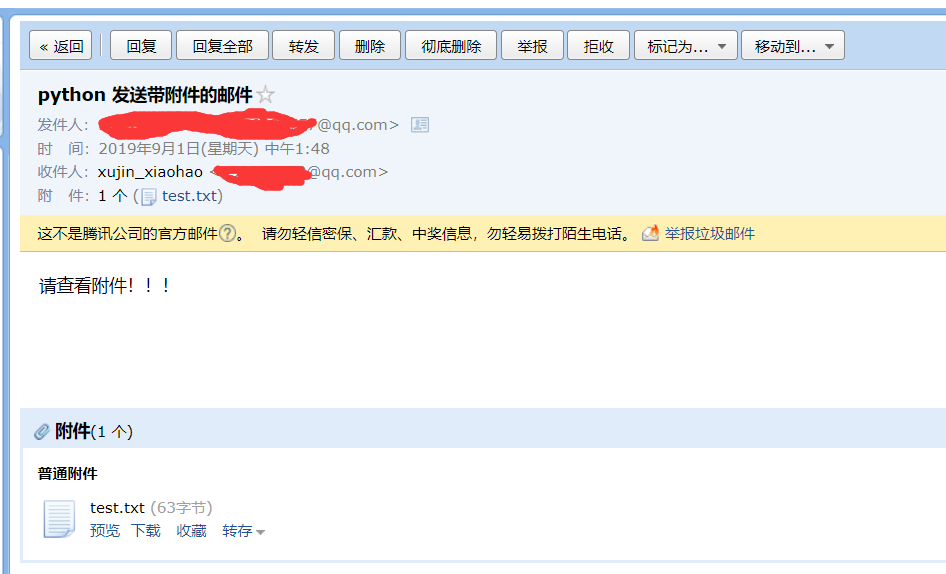 « 返回 回复 回复全部 转发 删除 彻底删除 举报 拒收 标记为... 移动到...
python 发送带附件的邮件
发件人: @qq.com>
时 间: 2019年9月1日(星期天) 中午1:48
收件人: xujin_xiaohao < @qq.com>
附 件: 1 个 ( test.txt)
这不是腾讯公司的官方邮件?。 请勿轻信密保、汇款、中奖信息，勿轻易拨打陌生电话。 举报垃圾邮件
请查看附件！！！
附件(1 个)
普通附件
test.txt (63字节)
预览 下载 收藏 转存